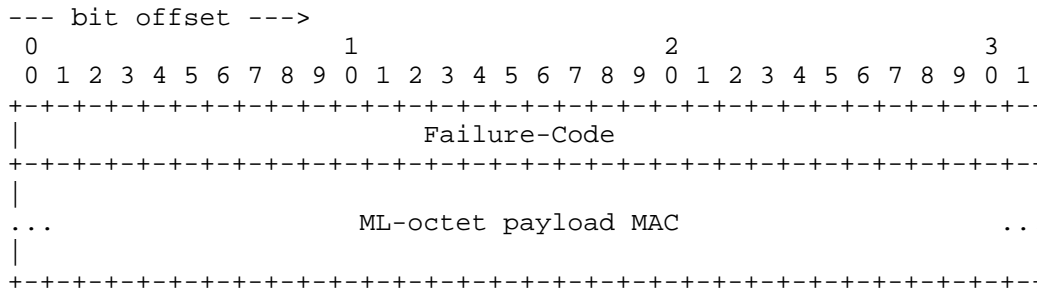 --- bit offset --->
 0                   1                   2                   3
 0 1 2 3 4 5 6 7 8 9 0 1 2 3 4 5 6 7 8 9 0 1 2 3 4 5 6 7 8 9 0 1
+-+-+-+-+-+-+-+-+-+-+-+-+-+-+-+-+-+-+-+-+-+-+-+-+-+-+-+-+-+-+-+--
|                         Failure-Code
+-+-+-+-+-+-+-+-+-+-+-+-+-+-+-+-+-+-+-+-+-+-+-+-+-+-+-+-+-+-+-+--
|
...                   ML-octet payload MAC                    ..
|
+-+-+-+-+-+-+-+-+-+-+-+-+-+-+-+-+-+-+-+-+-+-+-+-+-+-+-+-+-+-+-+--